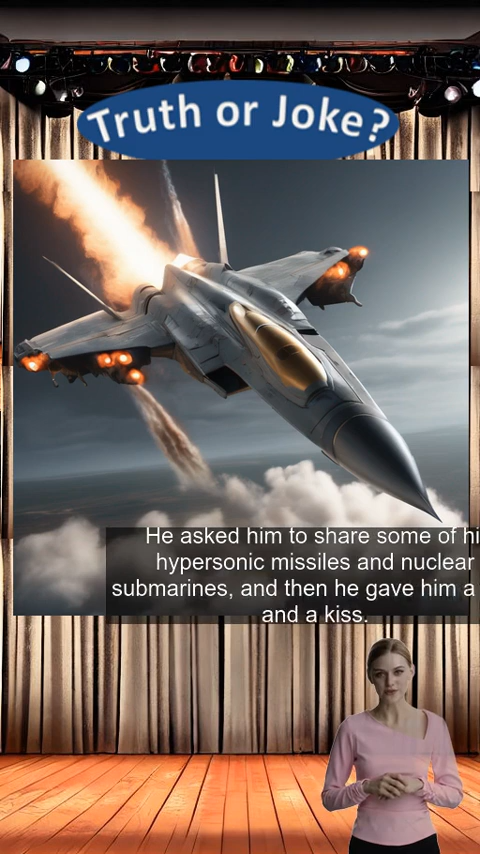 Truth or Joke?
He asked him to share some of
hypersonic missiles and nuclear
submarines, and then he gave him a
and a kiss.